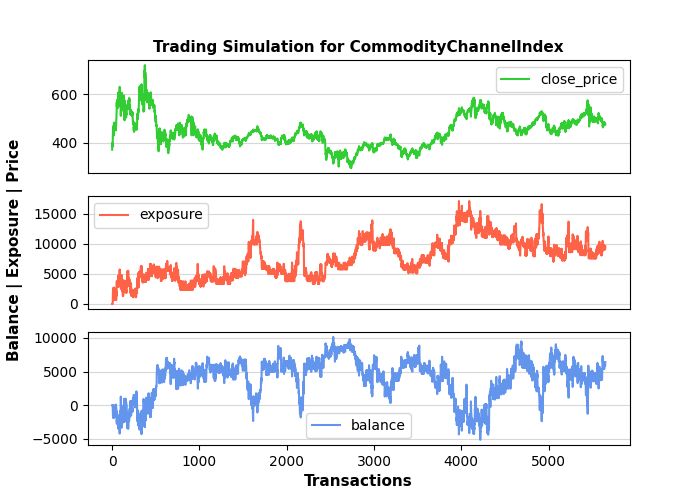 Trading Simulation for CommodityChannelIndex
Balance | Exposure | Price
600
400
close_price
15000
10000
5000
0
exposure
10000
5000
0
−5000
balance
0 1000 2000 3000 4000 5000
Transactions